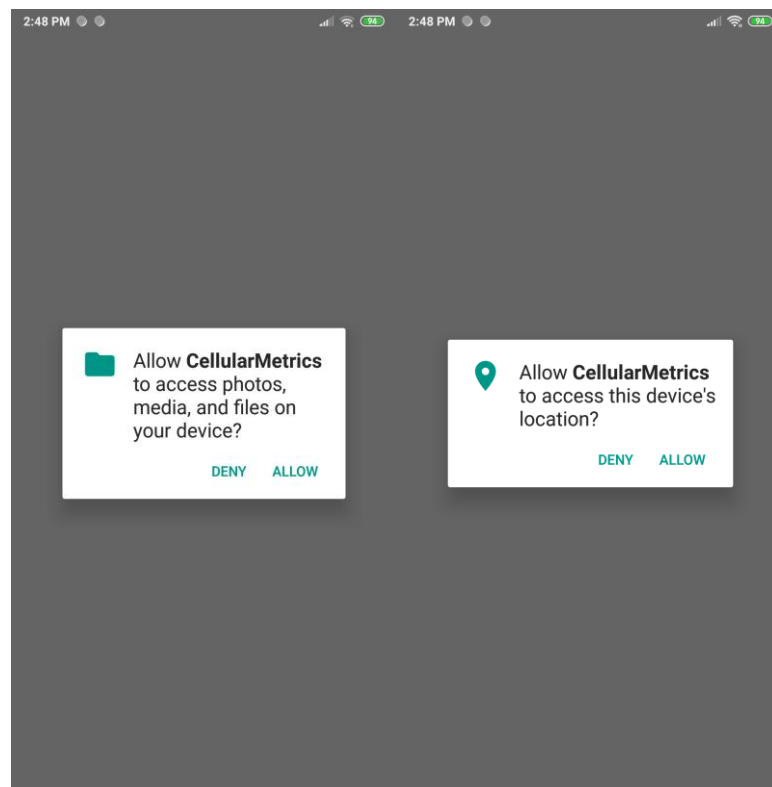 2:48 PM
94
Allow CellularMetrics
to access photos,
media, and files on
your device?
DENY ALLOW
2:48 PM
94
Allow CellularMetrics
to access this device's
location?
DENY ALLOW